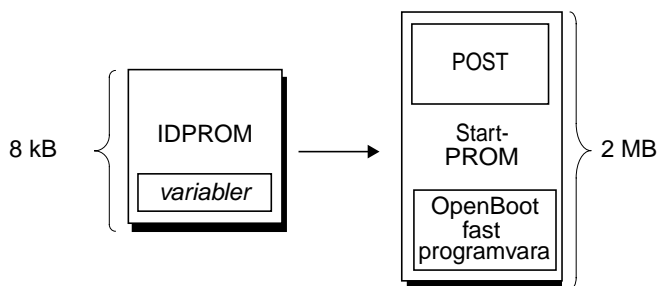 8 kB
IDPROM
variabler
POST
Start-
PROM
OpenBoot
fast
programvara
2 MB